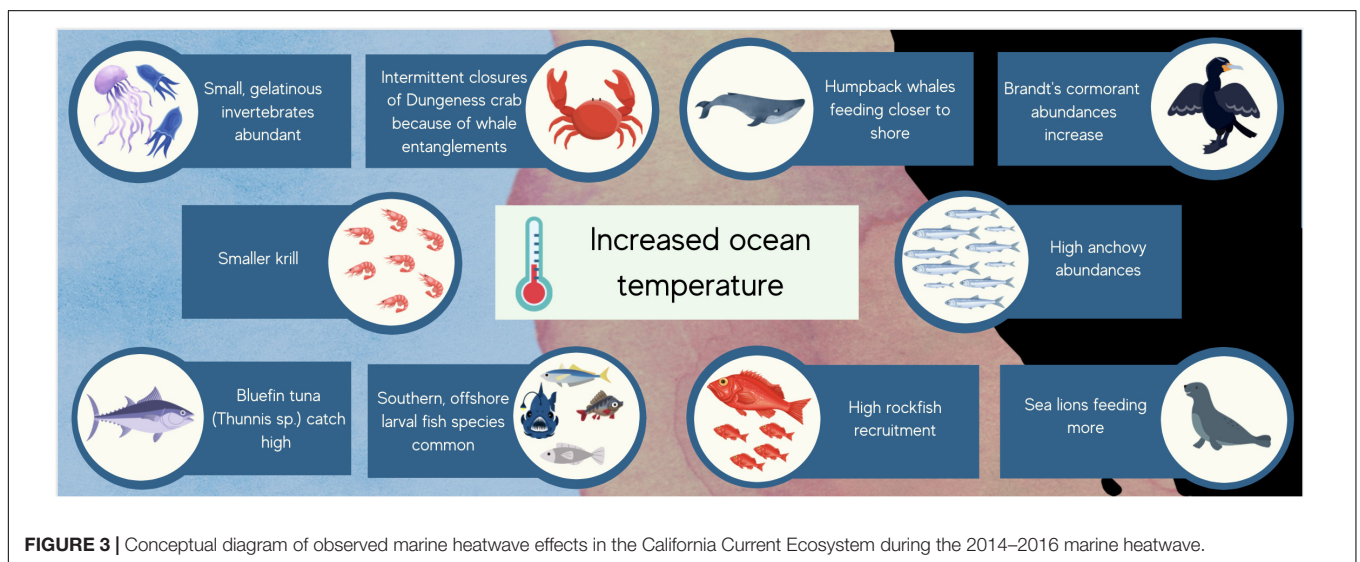 Small, gelatinous
invertebrates
abundant
Intermittent closures
of Dungeness crab
because of whale
entanglements
Humpback whales
feeding closer to
shore
Brandt's cormorant
abundances
increase
Smaller krill
Increased ocean
temperature
High anchovy
abundances
Bluefin tuna
(Thunnis sp.) catch
high
Southern, offshore
larval fish species
common
High rockfish
recruitment
Sea lions feeding
more
FIGURE 3 | Conceptual diagram of observed marine heatwave effects in the California Current Ecosystem during the 2014–2016 marine heatwave.